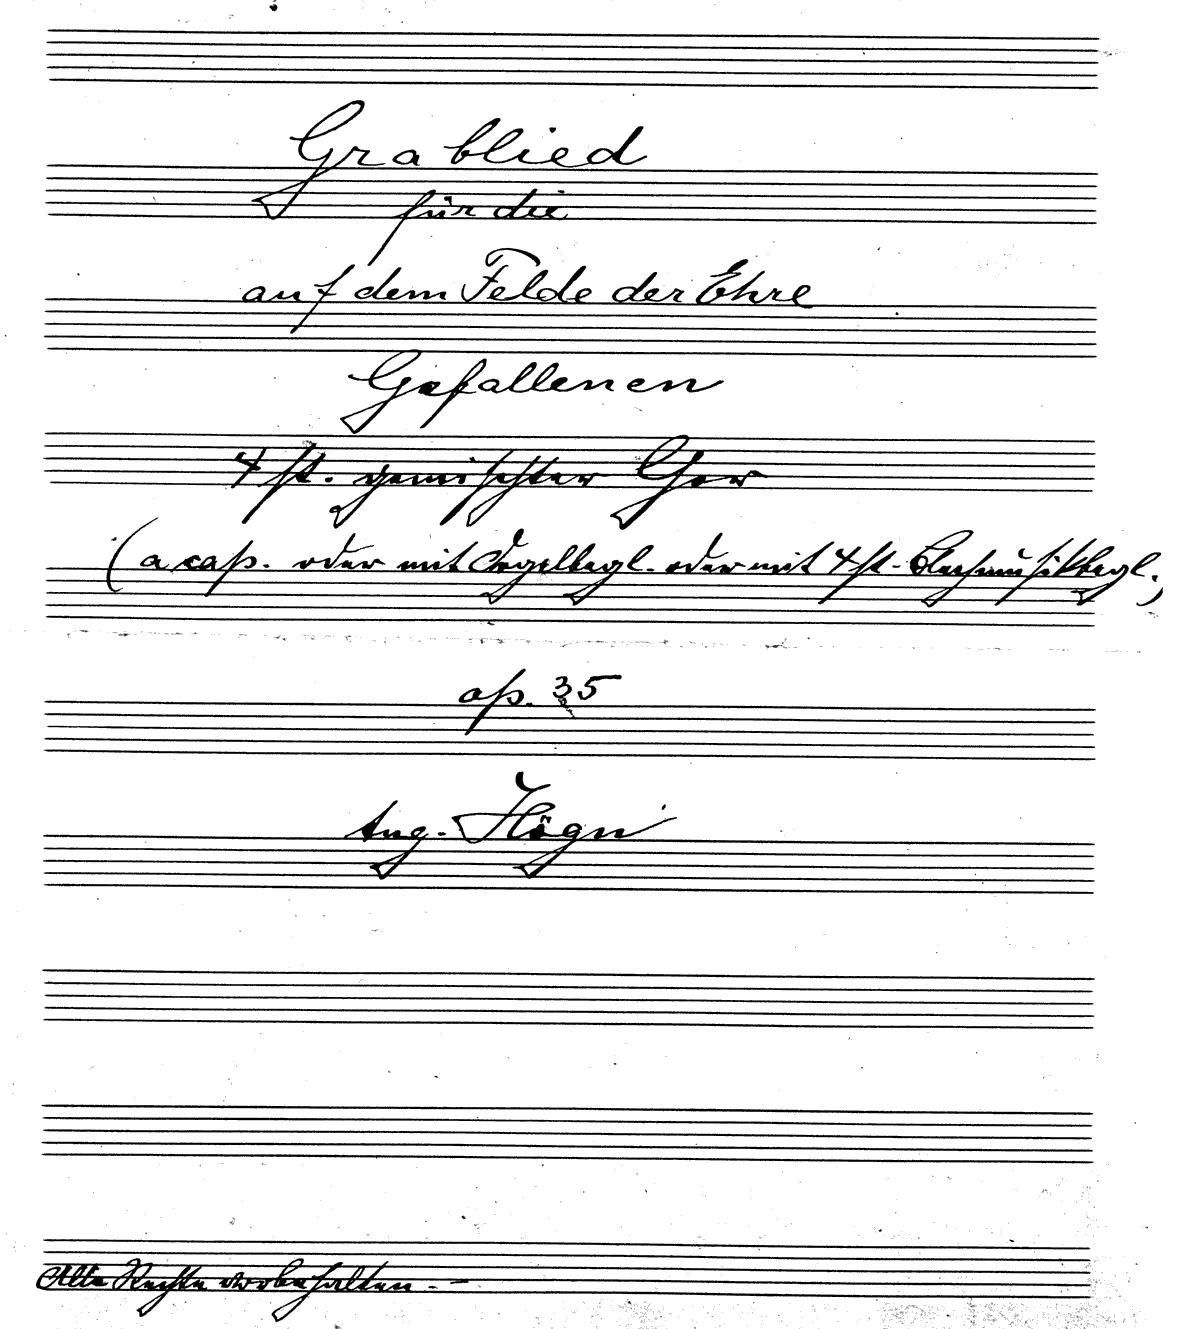 Grablied
für die
auf dem Felde der Ehre
Gefallenen
4 st. gemischter Chor
(a cap. oder mit Orgelbegl. oder mit 4 st. Blechmusikbegl.)
op. 35
Aug. Högn
Alle Rechte vorbehalten. –